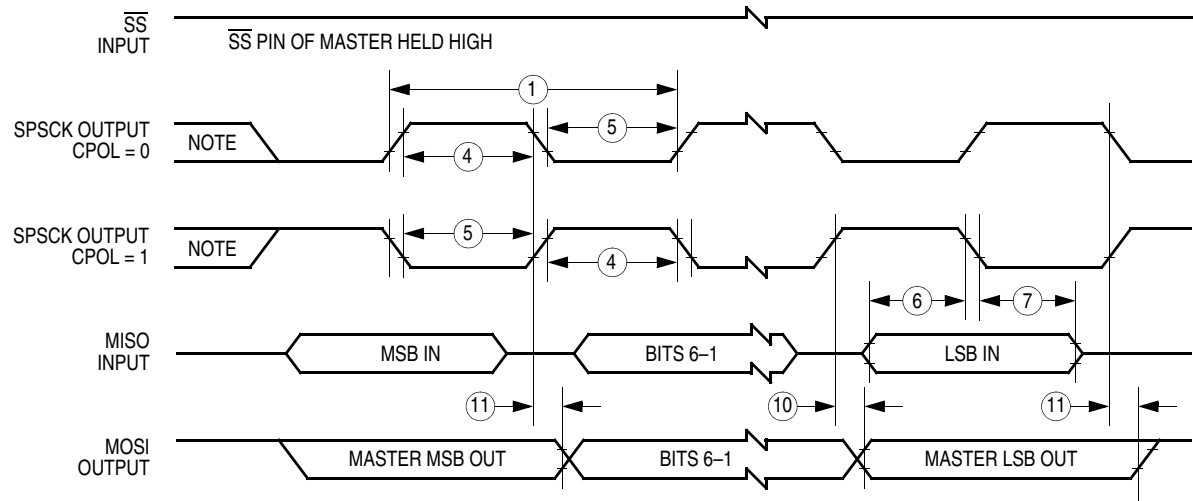 SS
INPUT
SS PIN OF MASTER HELD HIGH
1
SPSCK OUTPUT
CPOL = 0
NOTE
5
4
SPSCK OUTPUT
CPOL = 1
NOTE
5
4
6
7
MISO
INPUT
MSB IN
BITS 6–1
LSB IN
11
10
11
MOSI
OUTPUT
MASTER MSB OUT
BITS 6–1
MASTER LSB OUT